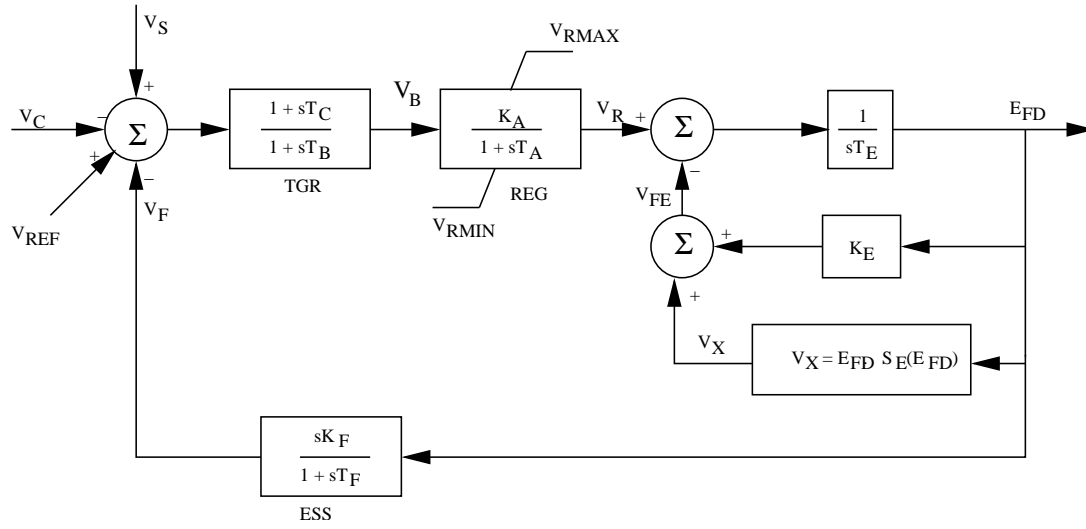 V_S
V_RMAX
V_C
−
+
+
−
Σ
1 + sT_C
1 + sT_B
TGR
V_B
K_A
1 + sT_A
REG
V_R
+
Σ
−
1
sT_E
E_FD
V_F
V_REF
V_RMIN
V_FE
Σ
+
+
K_E
V_X
V_X = E_FD. S_E(E_FD)
sK_F
1 + sT_F
ESS